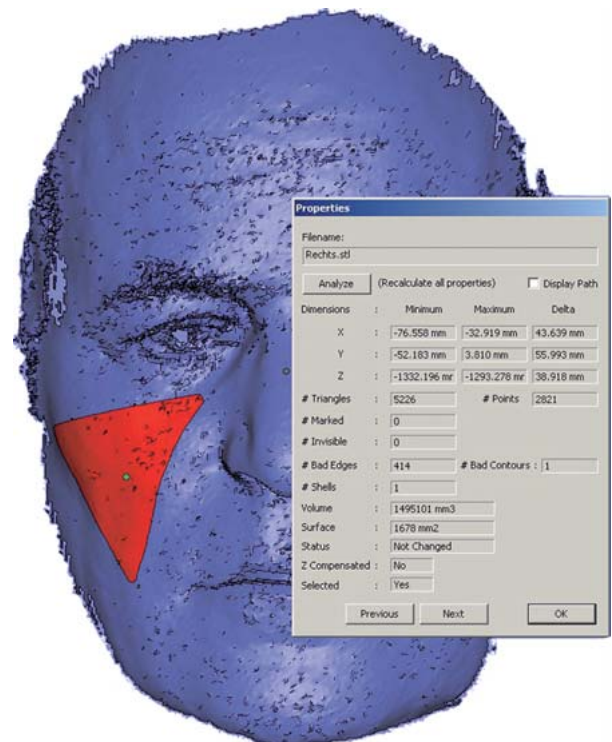 Properties
Filename:
Rechts.stl
Analyze (Recalculate all properties) Display Path
Dimensions : Minimum Maximum Delta
X : -76.558 mm -32.919 mm 43.639 mm
Y : -52.183 mm 3.810 mm 55.993 mm
Z : -1332.196 mr -1293.278 mr 38.918 mm
# Triangles : 5226 # Points 2821
# Marked : 0
# Invisible : 0
# Bad Edges : 414 # Bad Contours : 1
# Shells : 1
Volume : 1495101 mm3
Surface : 1678 mm2
Status : Not Changed
Z Compensated : No
Selected : Yes
Previous Next OK